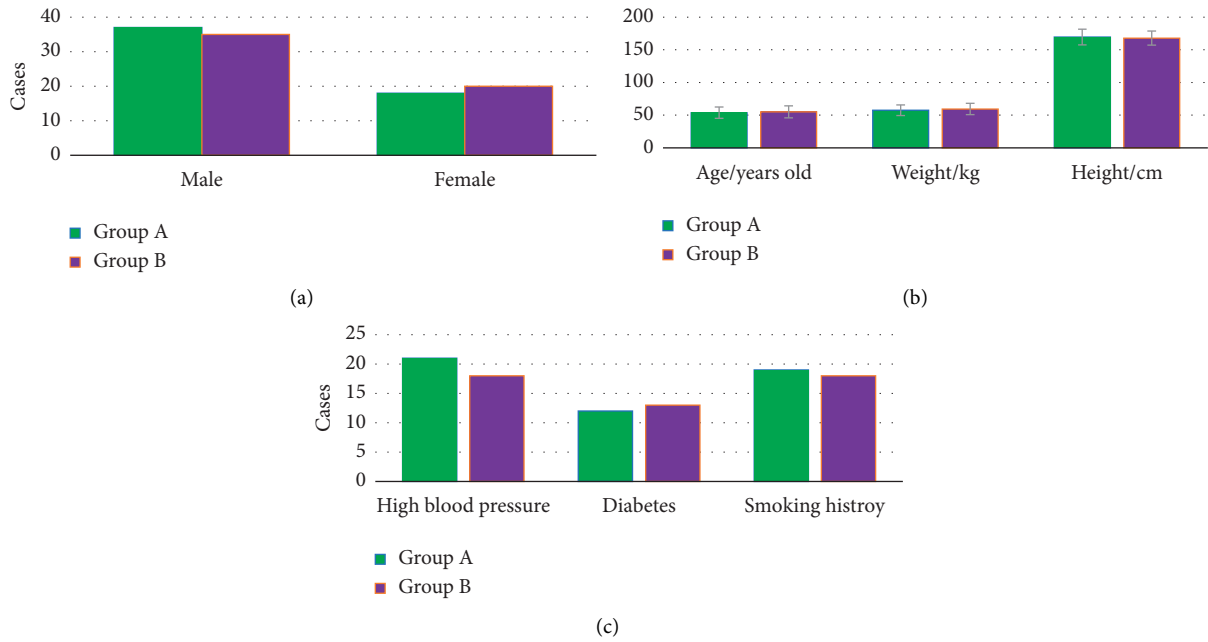 40
30
20
10
0
Cases
Male Female
Group A
Group B
(a)
200
150
100
50
0
Age/years old Weight/kg Height/cm
Group A
Group B
(b)
25
20
15
10
5
0
Cases
High blood pressure Diabetes Smoking histroy
Group A
Group B
(c)